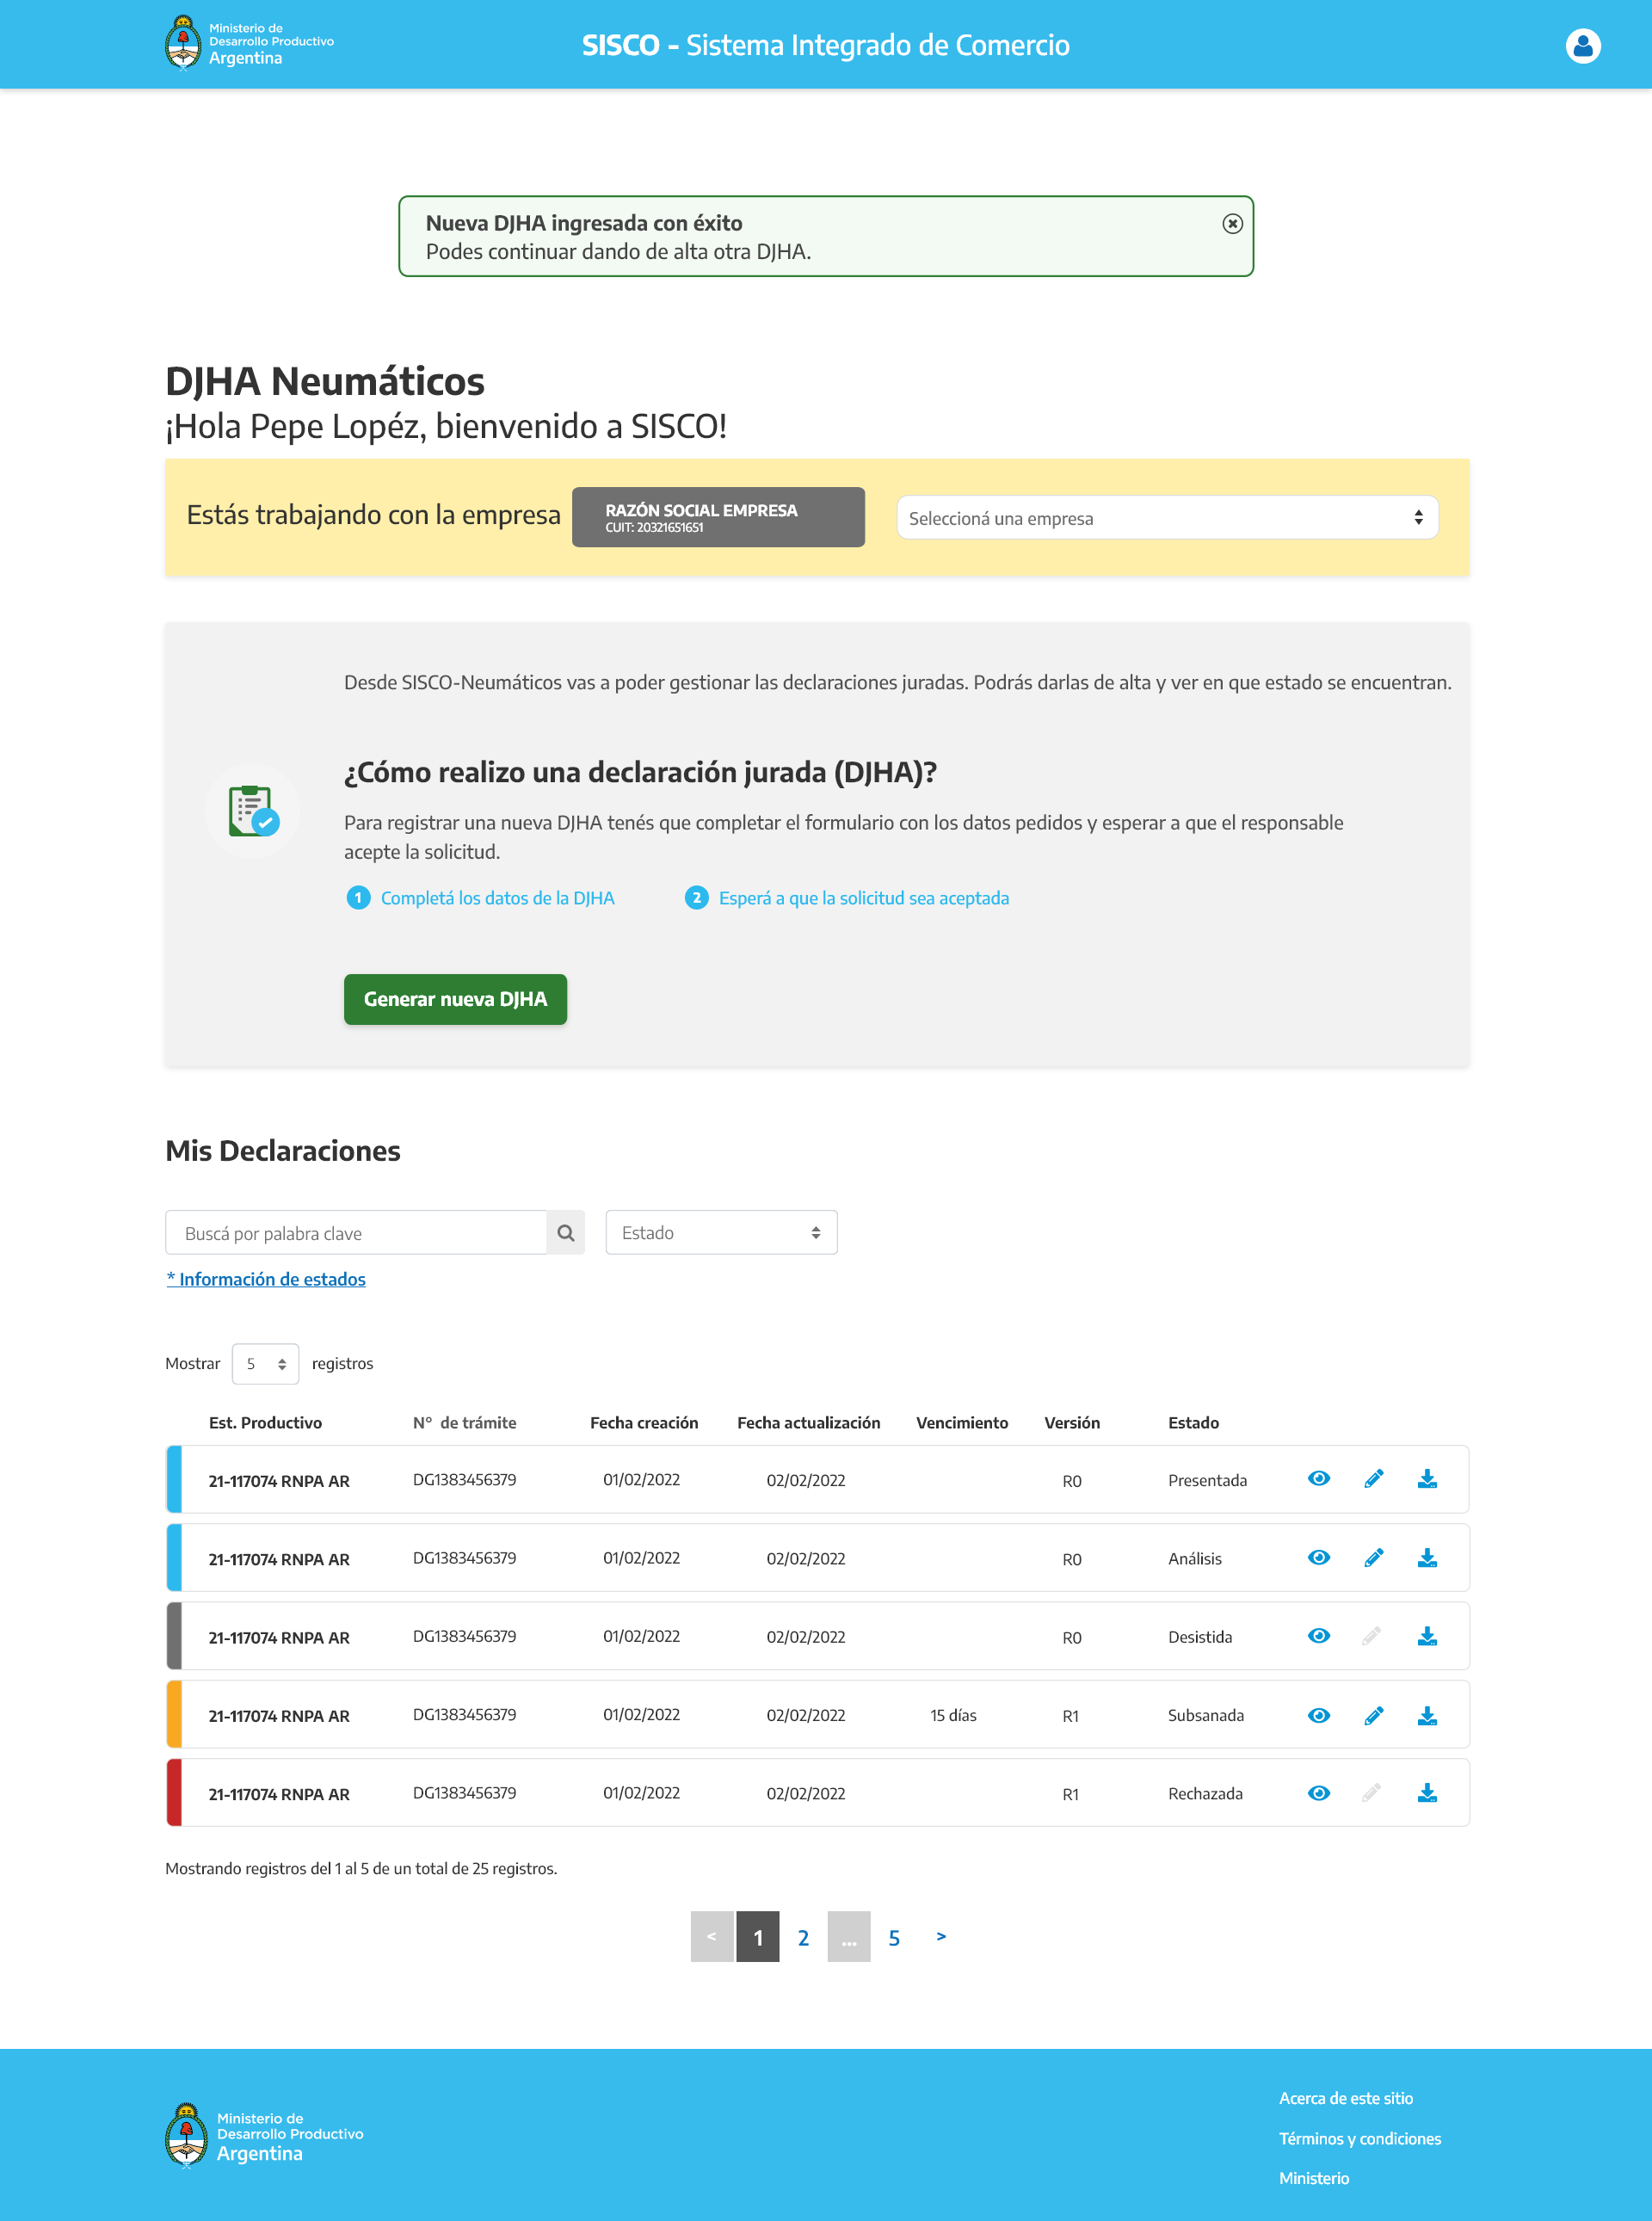 Ministerio de
Desarrollo Productivo
Argentina
SISCO - Sistema Integrado de Comercio
Nueva DJHA ingresada con éxito
Podes continuar dando de alta otra DJHA.
DJHA Neumáticos
¡Hola Pepe Lopéz, bienvenido a SISCO!
Estás trabajando con la empresa
RAZÓN SOCIAL EMPRESA
CUIT: 20321651651
Seleccioná una empresa
Desde SISCO-Neumáticos vas a poder gestionar las declaraciones juradas. Podrás darlas de alta y ver en que estado se encuentran.
¿Cómo realizo una declaración jurada (DJHA)?
Para registrar una nueva DJHA tenés que completar el formulario con los datos pedidos y esperar a que el responsable
acepte la solicitud.
1 Completá los datos de la DJHA 2 Esperá a que la solicitud sea aceptada
Generar nueva DJHA
Mis Declaraciones
Buscá por palabra clave Estado
* Información de estados
Mostrar 5 registros
Est. Productivo N° de trámite Fecha creación Fecha actualización Vencimiento Versión Estado
21-117074 RNPA AR DG1383456379 01/02/2022 02/02/2022 R0 Presentada
21-117074 RNPA AR DG1383456379 01/02/2022 02/02/2022 R0 Análisis
21-117074 RNPA AR DG1383456379 01/02/2022 02/02/2022 R0 Desistida
21-117074 RNPA AR DG1383456379 01/02/2022 02/02/2022 15 días R1 Subsanada
21-117074 RNPA AR DG1383456379 01/02/2022 02/02/2022 R1 Rechazada
Mostrando registros del 1 al 5 de un total de 25 registros.
< 1 2 ... 5 >
Ministerio de
Desarrollo Productivo
Argentina
Acerca de este sitio
Términos y condiciones
Ministerio